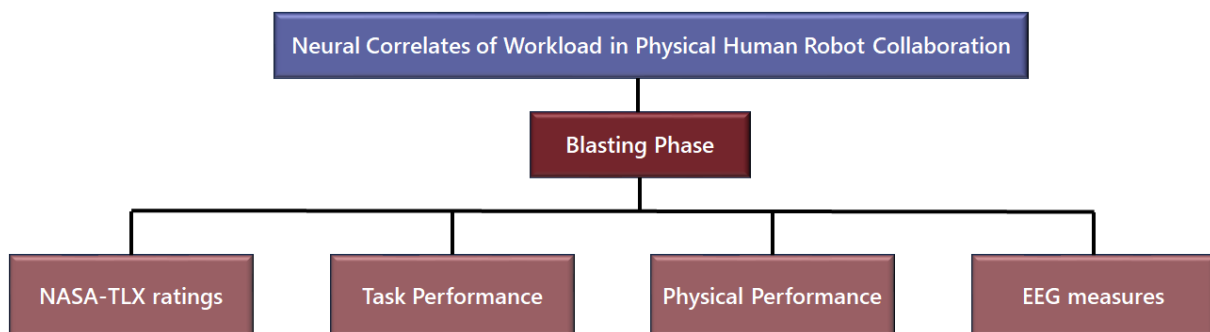 Neural Correlates of Workload in Physical Human Robot Collaboration
Blasting Phase
NASA-TLX ratings
Task Performance
Physical Performance
EEG measures